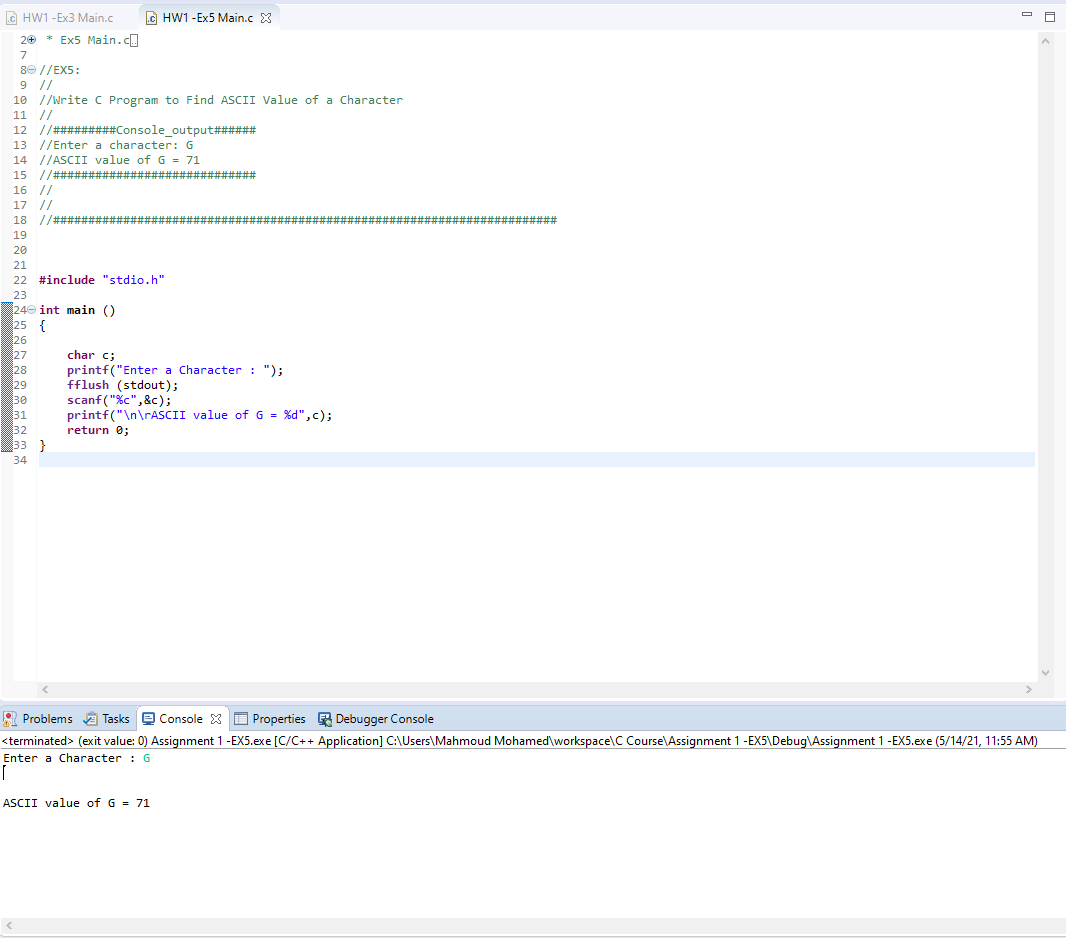 HW1 -Ex3 Main.c HW1 -Ex5 Main.c
2 * Ex5 Main.c
7
8 //EX5:
9 //
10 //Write C Program to Find ASCII Value of a Character
11 //
12 //#########Console_output######
13 //Enter a character: G
14 //ASCII value of G = 71
15 //#############################
16 //
17 //
18 //########################################################################
19
20
21
22 #include "stdio.h"
23
24 int main ()
25 {
26
27 char c;
28 printf("Enter a Character : ");
29 fflush (stdout);
30 scanf("%c",&c);
31 printf("\n\rASCII value of G = %d",c);
32 return 0;
33 }
34
Problems Tasks Console Properties Debugger Console
<terminated> (exit value: 0) Assignment 1 -EX5.exe [C/C++ Application] C:\Users\Mahmoud Mohamed\workspace\C Course\Assignment 1 -EX5\Debug\Assignment 1 -EX5.exe (5/14/21, 11:55 AM)
Enter a Character : G
ASCII value of G = 71